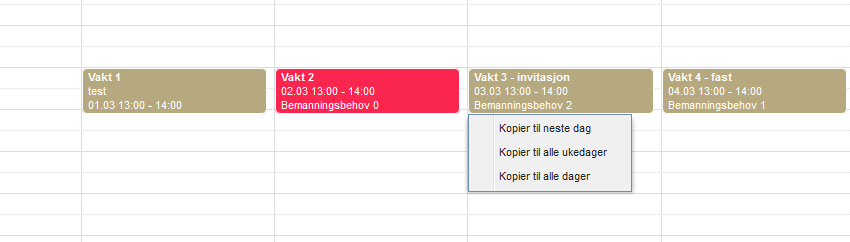 Vakt 1
test
01.03 13:00 - 14:00
Vakt 2
02.03 13:00 - 14:00
Bemanningsbehov 0
Vakt 3 - invitasjon
03.03 13:00 - 14:00
Bemanningsbehov 2
Vakt 4 - fast
04.03 13:00 - 14:00
Bemanningsbehov 1
Kopier til neste dag
Kopier til alle ukedager
Kopier til alle dager